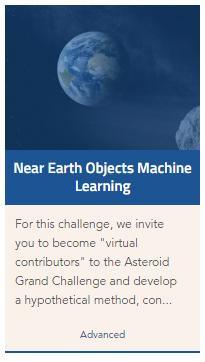 Near Earth Objects Machine
Learning
For this challenge, we invite
you to become "virtual
contributors" to the Asteroid
Grand Challenge and develop
a hypothetical method, con...
Advanced